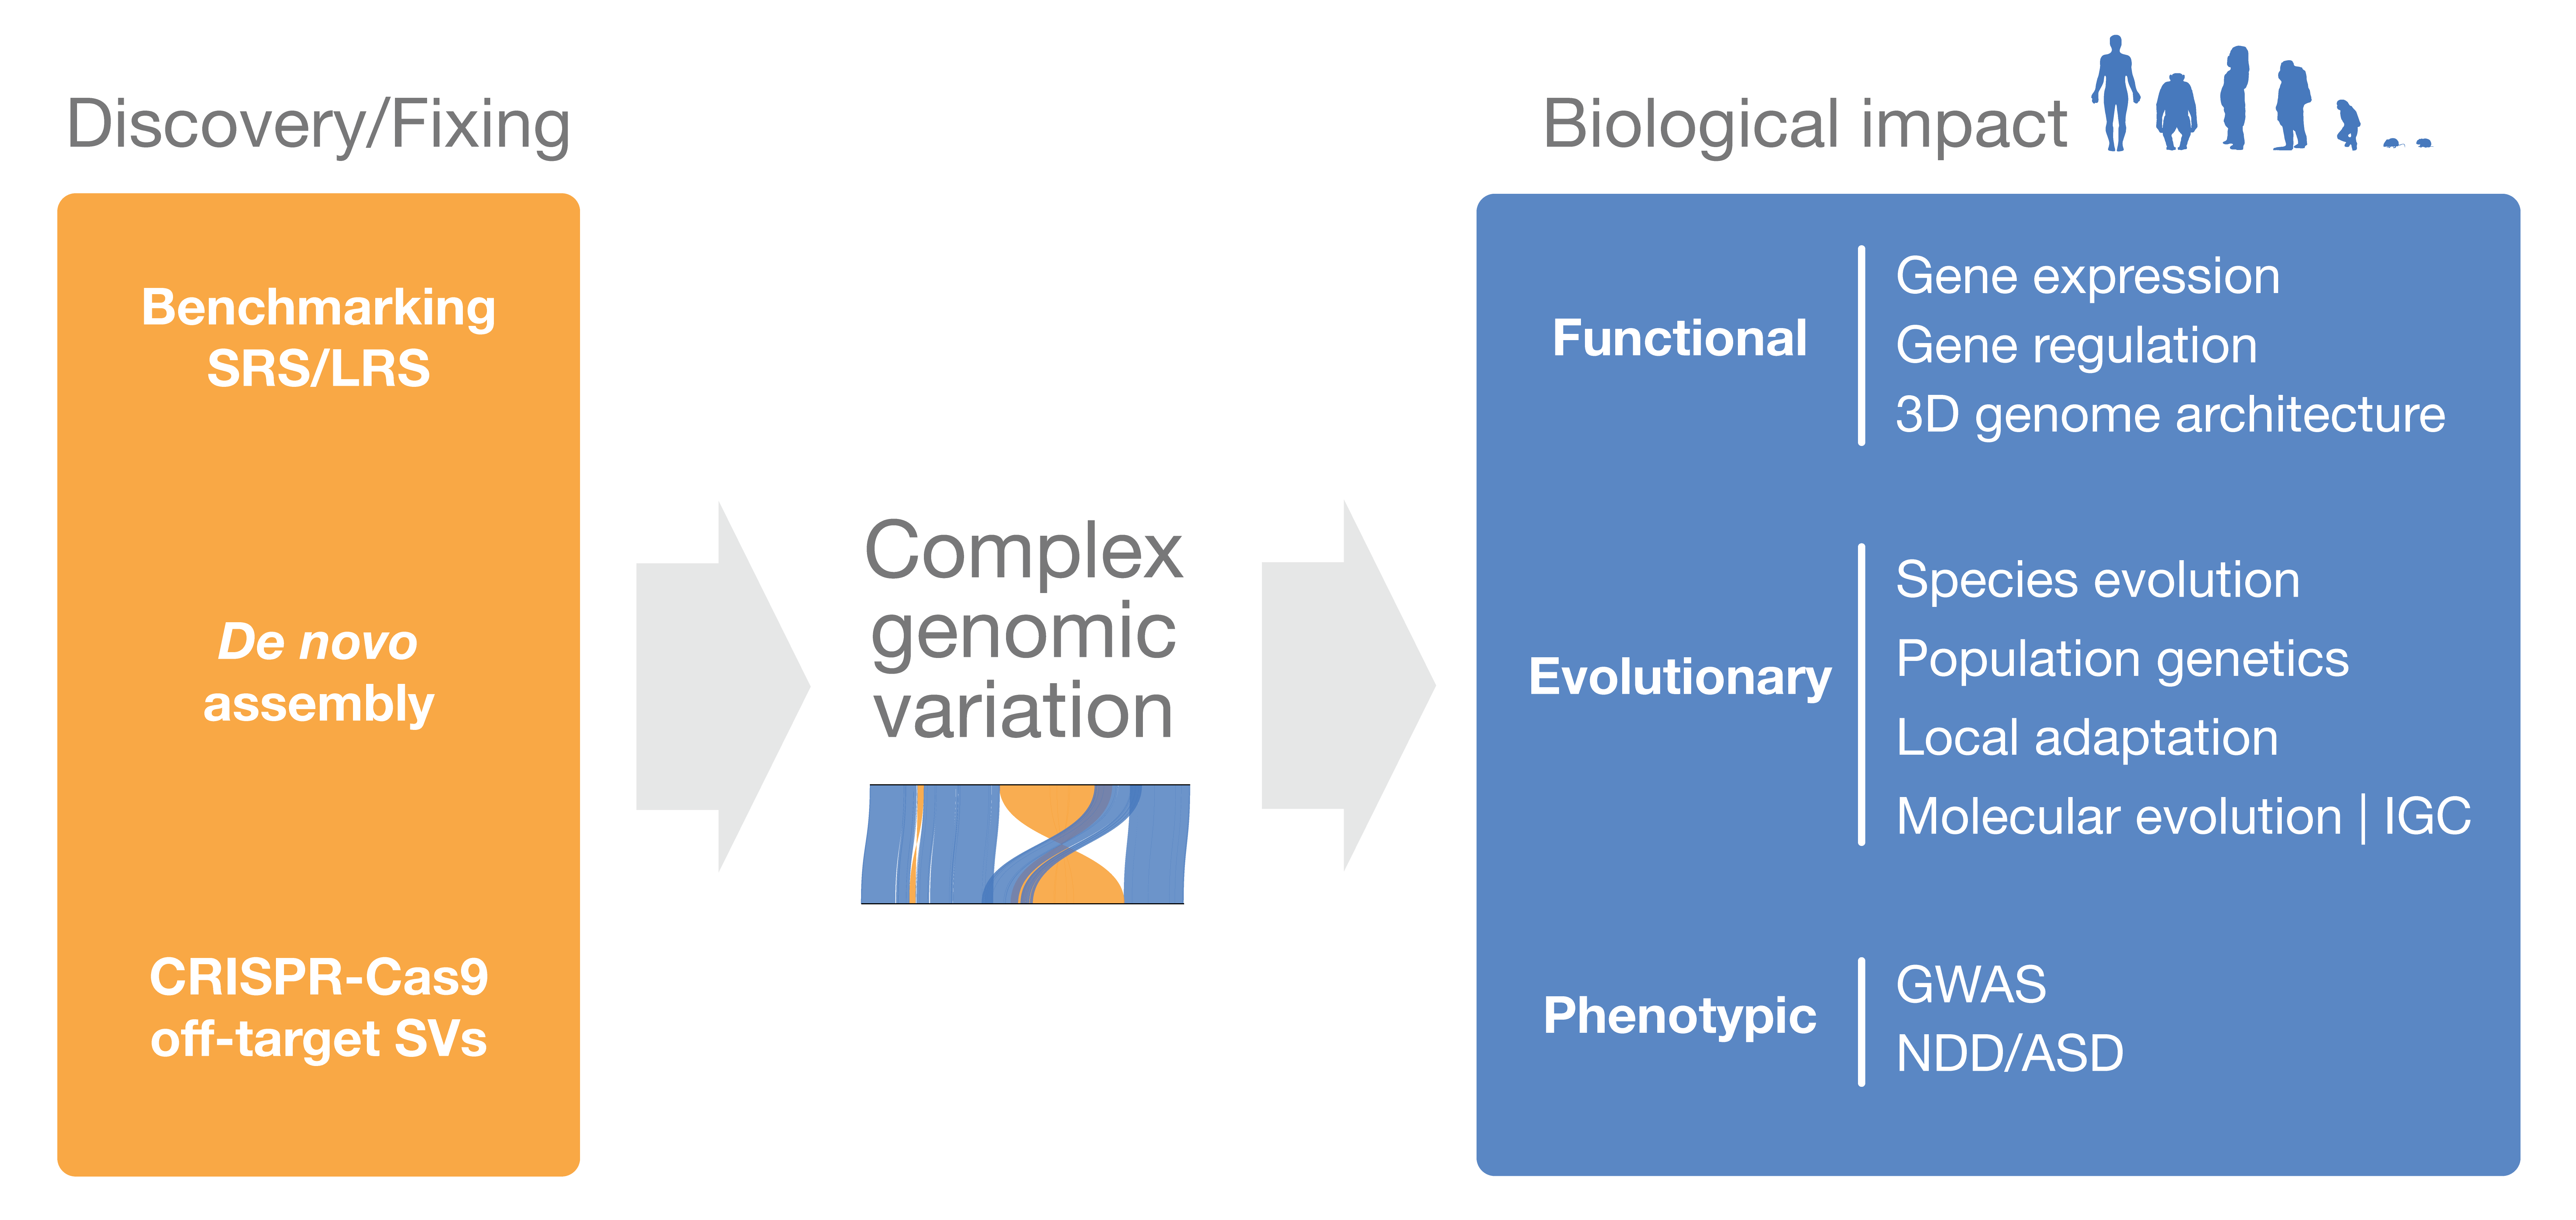 Discovery/Fixing
Benchmarking
SRS/LRS
De novo
assembly
CRISPR-Cas9
off-target SVs
Complex
genomic
variation
Biological impact
Functional
Gene expression
Gene regulation
3D genome architecture
Evolutionary
Species evolution
Population genetics
Local adaptation
Molecular evolution | IGC
Phenotypic
GWAS
NDD/ASD